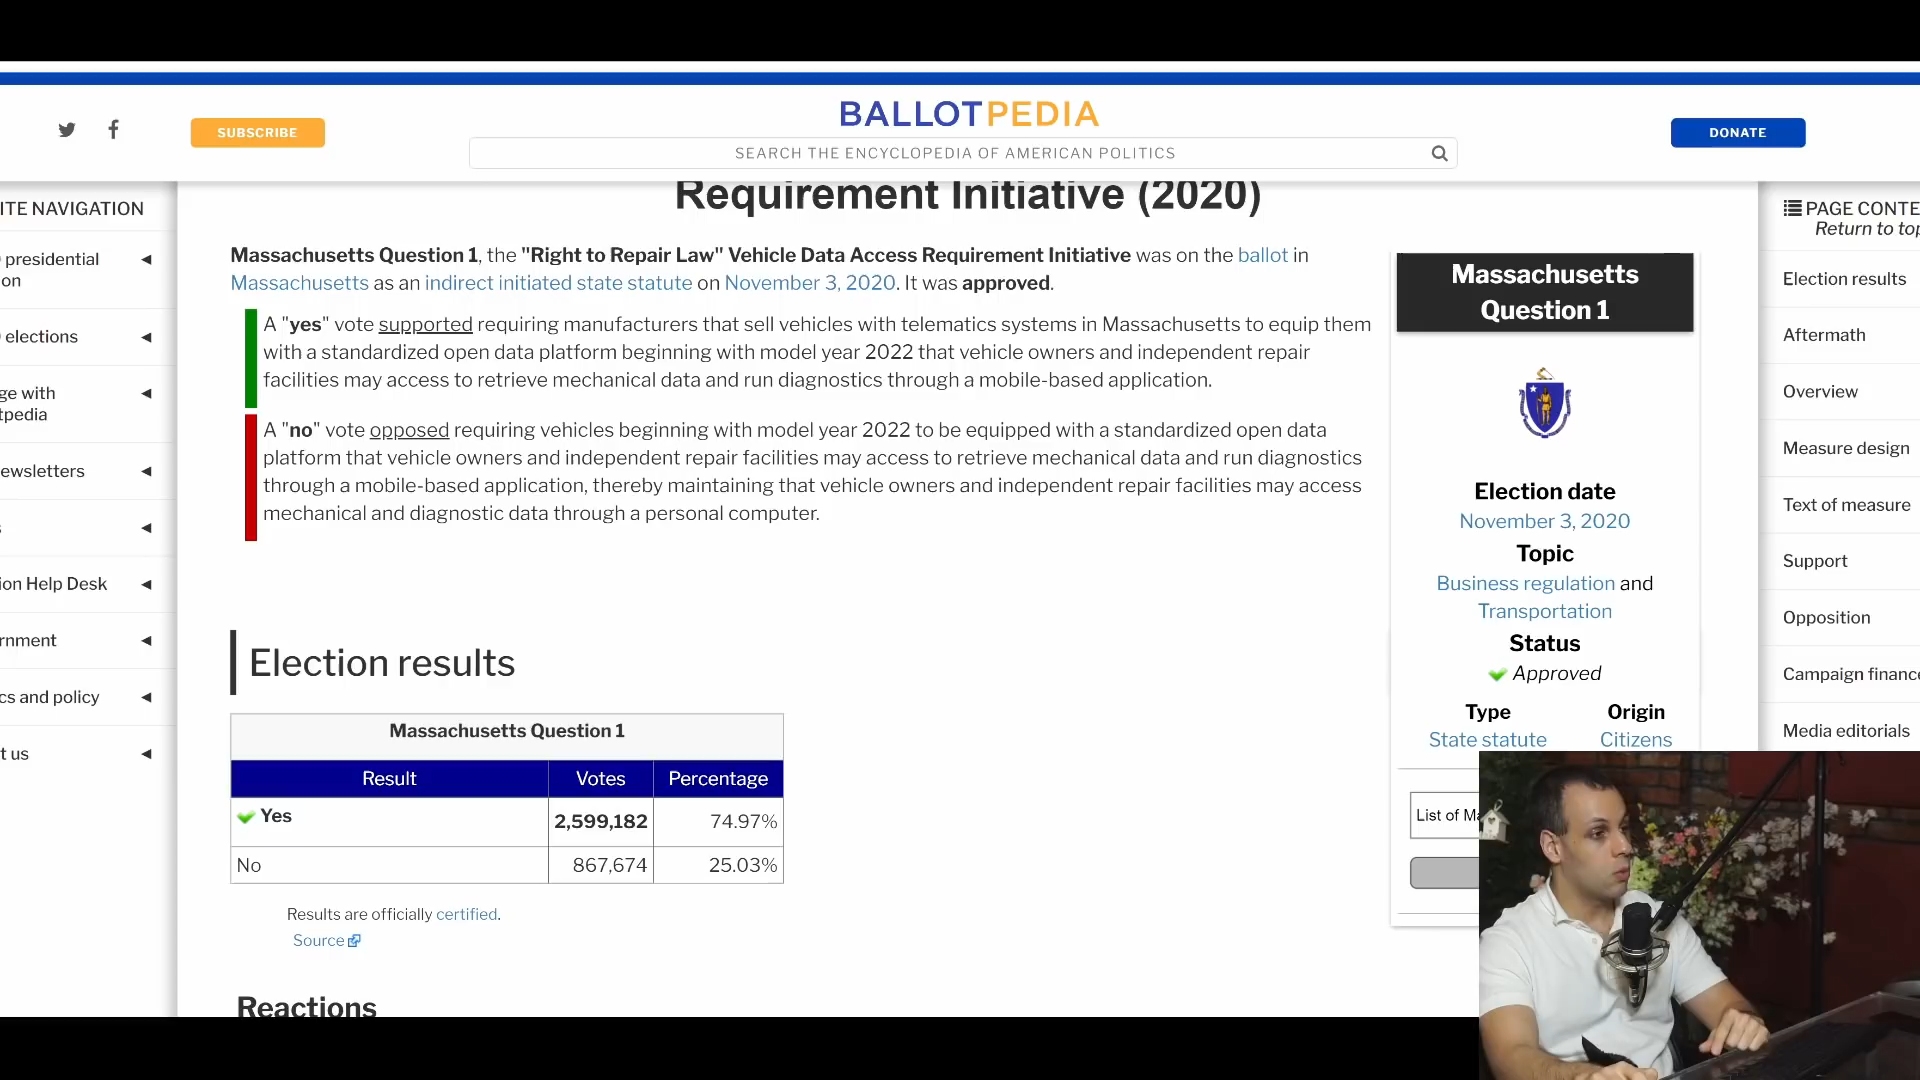 BALLOTPEDIA
SUBSCRIBE
SEARCH THE ENCYCLOPEDIA OF AMERICAN POLITICS
DONATE
ITE NAVIGATION
presidential
on
elections
ge with
tpedia
ewsletters
ion Help Desk
rnment
cs and policy
t us
Requirement Initiative (2020)
Massachusetts Question 1, the "Right to Repair Law" Vehicle Data Access Requirement Initiative was on the ballot in
Massachusetts as an indirect initiated state statute on November 3, 2020. It was approved.
A "yes" vote supported requiring manufacturers that sell vehicles with telematics systems in Massachusetts to equip them
with a standardized open data platform beginning with model year 2022 that vehicle owners and independent repair
facilities may access to retrieve mechanical data and run diagnostics through a mobile-based application.
A "no" vote opposed requiring vehicles beginning with model year 2022 to be equipped with a standardized open data
platform that vehicle owners and independent repair facilities may access to retrieve mechanical data and run diagnostics
through a mobile-based application, thereby maintaining that vehicle owners and independent repair facilities may access
mechanical and diagnostic data through a personal computer.
Election results
Massachusetts Question 1
Result Votes Percentage
Yes 2,599,182 74.97%
No 867,674 25.03%
Results are officially certified.
Source
Reactions
Massachusetts
Question 1
Election date
November 3, 2020
Topic
Business regulation and
Transportation
Status
Approved
Type Origin
State statute Citizens
List of Ma
PAGE CONTE
Return to top
Election results
Aftermath
Overview
Measure design
Text of measure
Support
Opposition
Campaign finance
Media editorials